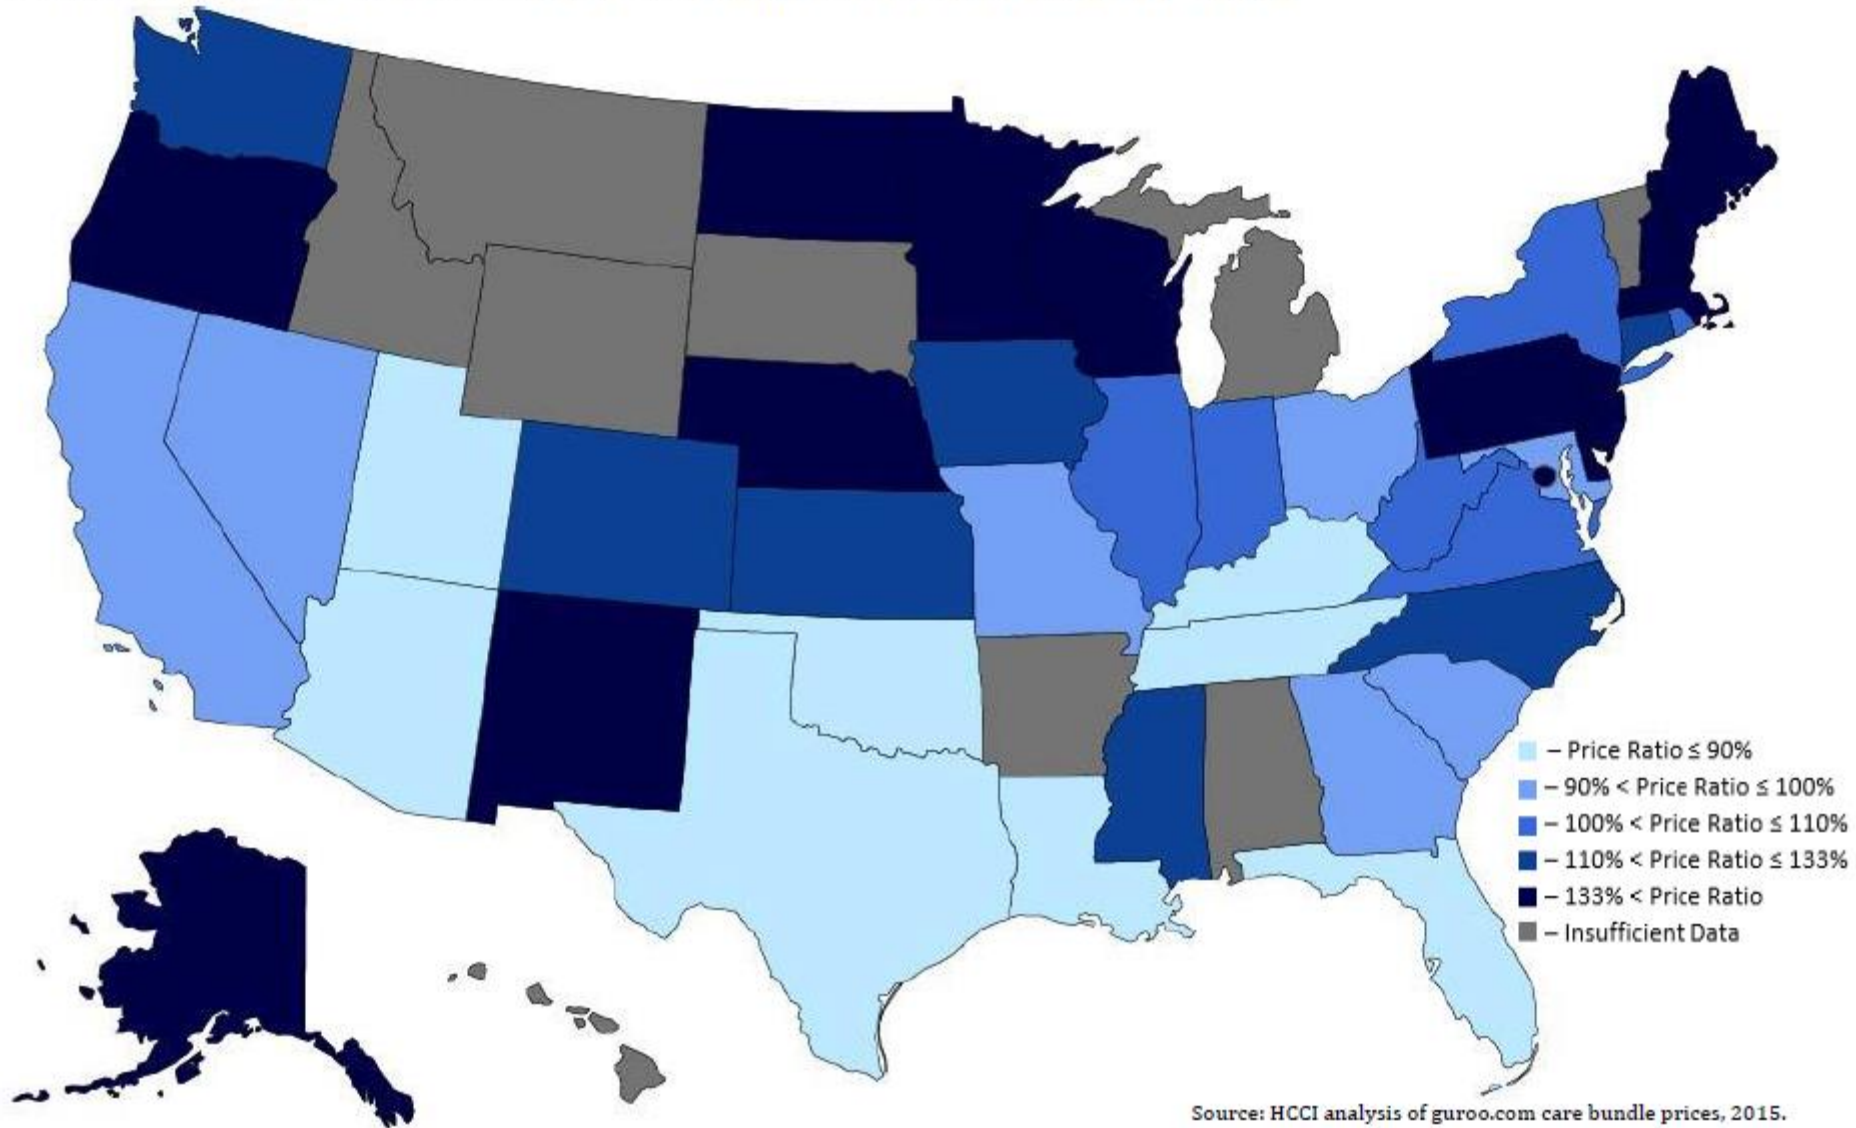 – Price Ratio ≤ 90%
– 90% < Price Ratio ≤ 100%
– 100% < Price Ratio ≤ 110%
– 110% < Price Ratio ≤ 133%
– 133% < Price Ratio
– Insufficient Data
Source: HCCI analysis of guroo.com care bundle prices, 2015.